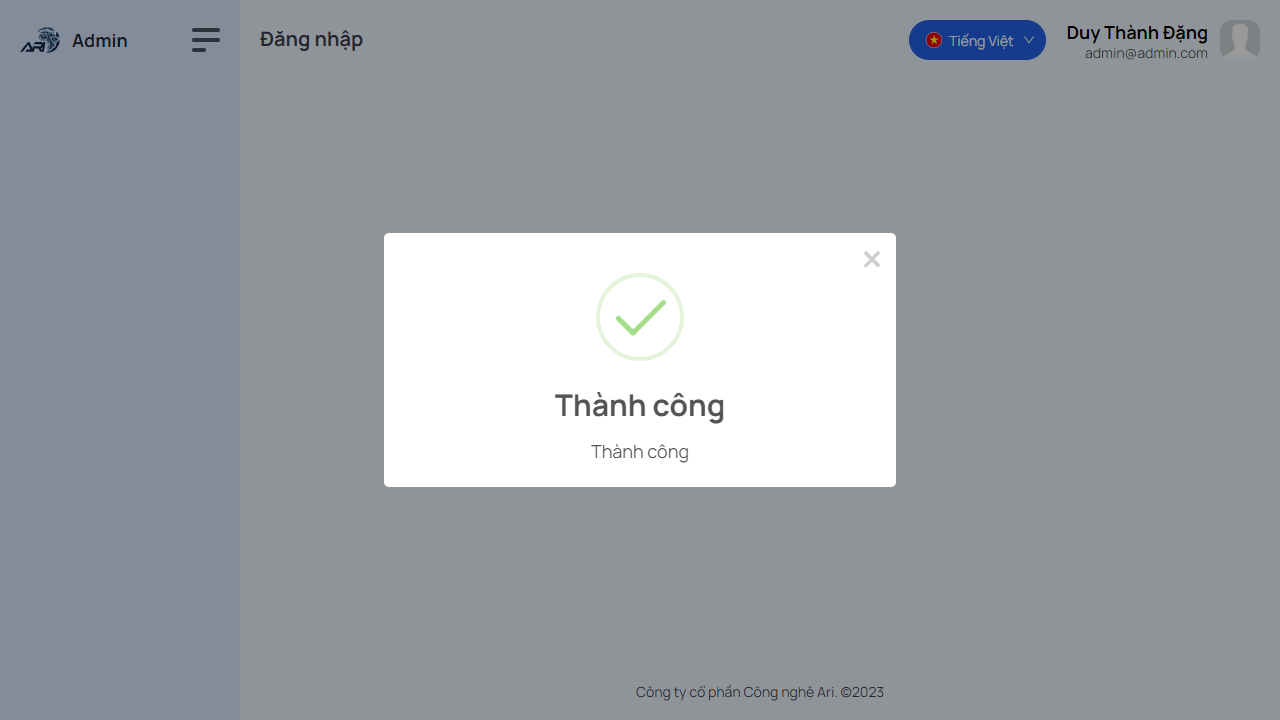 ARI
Admin
Đăng nhập
Tiếng Việt
Duy Thành Đặng
admin@admin.com
Thành công
Thành công
Công ty cổ phần Công nghệ Ari. ©2023